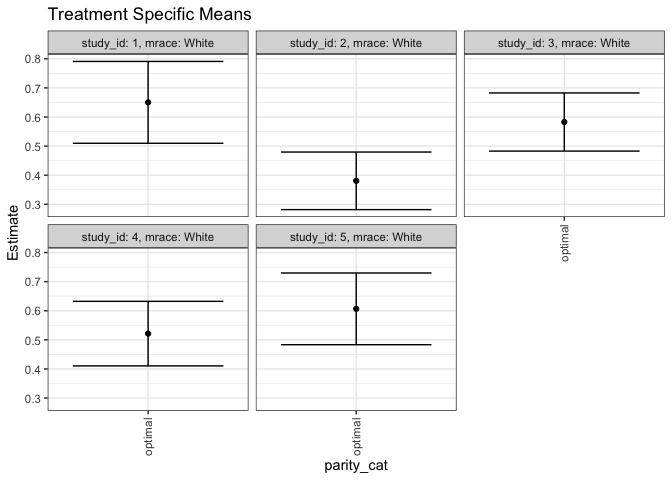 Treatment Specific Means
study_id: 1, mrace: White
study_id: 2, mrace: White
study_id: 3, mrace: White
0.8
0.7
0.6
0.5
0.4
0.3
Estimate
study_id: 4, mrace: White
study_id: 5, mrace: White
optimal
0.8
0.7
0.6
0.5
0.4
0.3
optimal
optimal
parity_cat